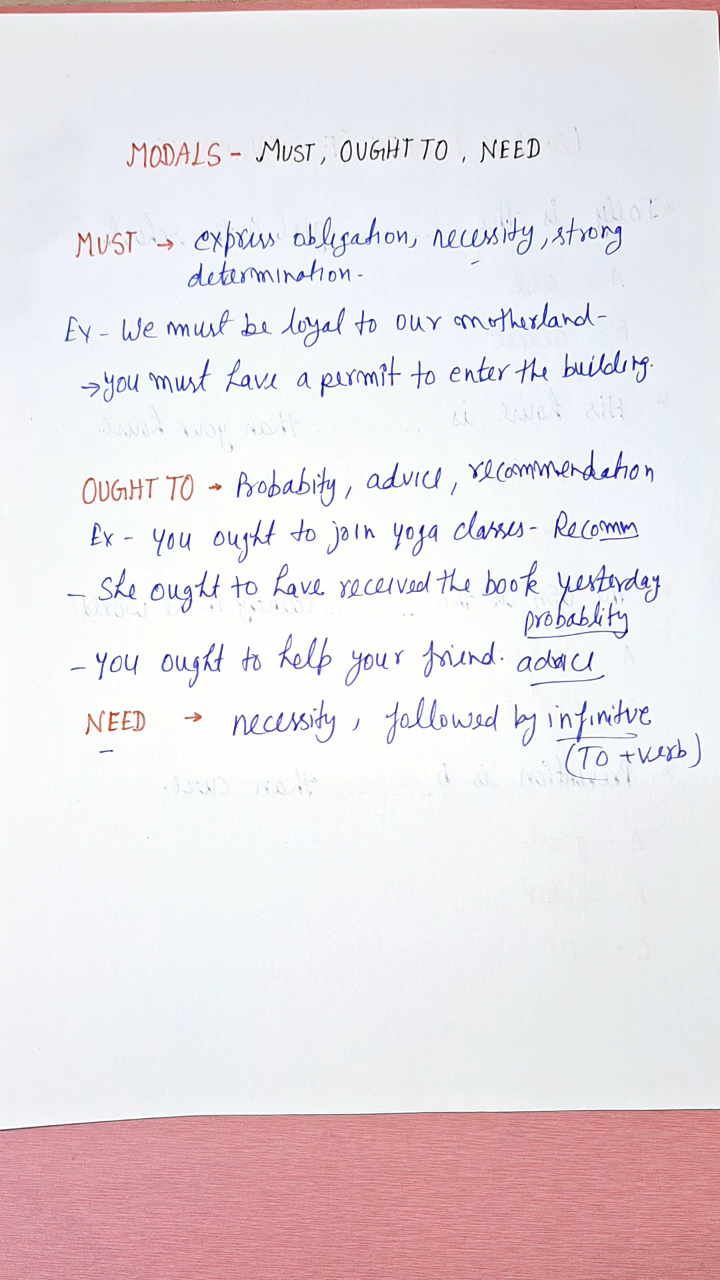 MODALS - MUST, OUGHT TO, NEED
MUST → express obligation, necessity, strong
determination.
Ex - We must be loyal to our motherland-
→ you must have a permit to enter the building.
OUGHT TO → Probabity, advice, recommendation
Ex - you ought to join yoga classes- Recomm
- She ought to have received the book yesterday
probablity
- you ought to help your friend. advice
NEED → necessity, followed by infinitve
(To + verb)